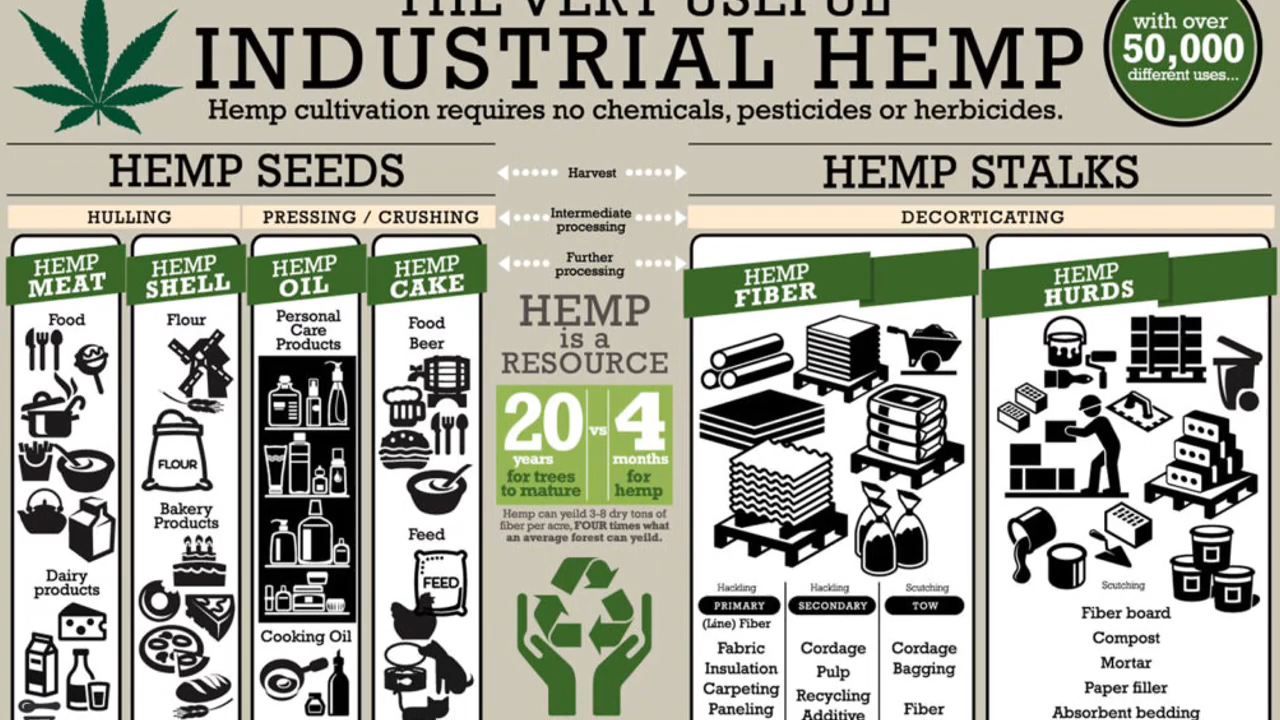 THE VERY USEFUL
INDUSTRIAL HEMP
Hemp cultivation requires no chemicals, pesticides or herbicides.
with over
50,000
different uses...
HEMP SEEDS
Harvest
HEMP STALKS
HULLING
PRESSING / CRUSHING
Intermediate
processing
DECORTICATING
Further
processing
HEMP
MEAT
Food
Dairy
products
HEMP
SHELL
Flour
FLOUR
Bakery
Products
HEMP
OIL
Personal
Care
Products
Cooking Oil
HEMP
CAKE
Food
Beer
Feed
FEED
HEMP
is a
RESOURCE
20
years
for trees
to mature
vs
4
months
for
hemp
Hemp can yeild 3-8 dry tons of
fiber per acre, FOUR times what
an average forest can yeild.
HEMP
FIBER
Hackling
PRIMARY
(Line) Fiber
Fabric
Insulation
Carpeting
Paneling
Hackling
SECONDARY
Cordage
Pulp
Recycling
Additive
Scutching
TOW
Cordage
Bagging
Fiber
HEMP
HURDS
Scutching
Fiber board
Compost
Mortar
Paper filler
Absorbent bedding